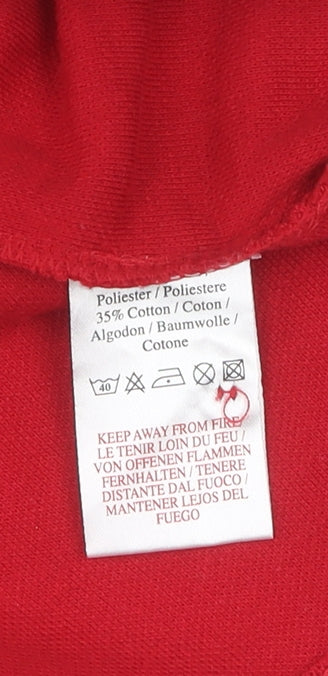 Poliester / Poliestere
35% Cotton / Coton /
Algodon / Baumwolle /
Cotone
40
KEEP AWAY FROM FIRE
LE TENIR LOIN DU FEU /
VON OFFENEN FLAMMEN
FERNHALTEN / TENERE
DISTANTE DAL FUOCO /
MANTENER LEJOS DEL
FUEGO